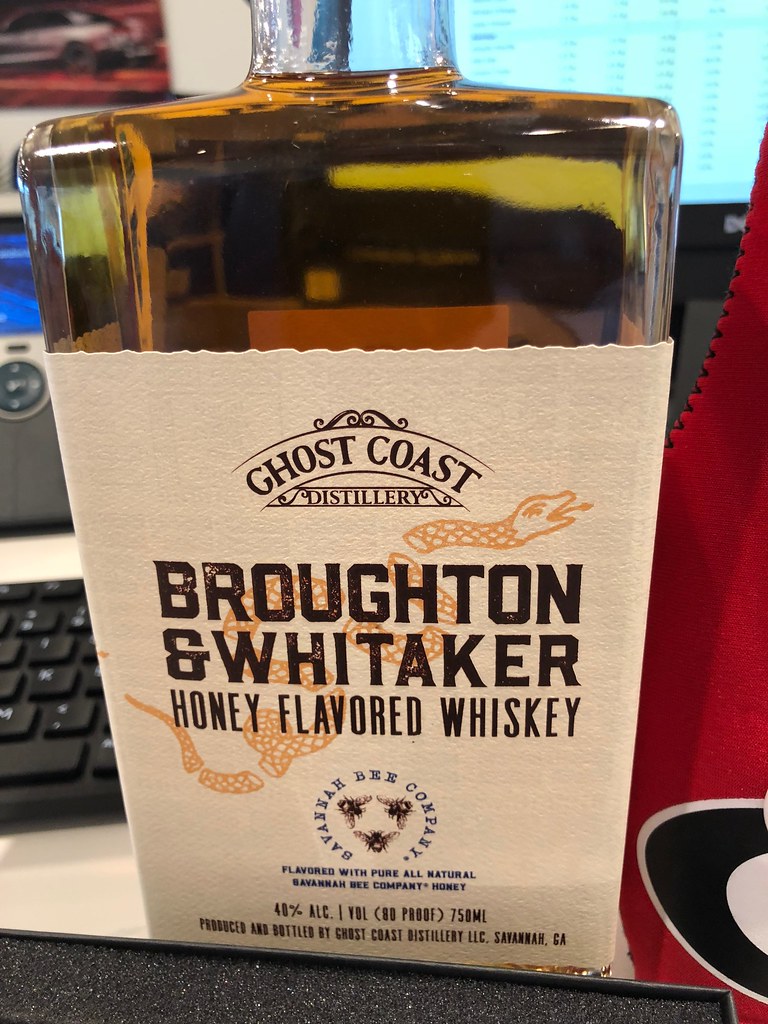 GHOST COAST
DISTILLERY
BROUGHTON
& WHITAKER
HONEY FLAVORED WHISKEY
SAVANNAH BEE COMPANY®
FLAVORED WITH PURE ALL NATURAL
SAVANNAH BEE COMPANY® HONEY
40% ALC. | VOL (80 PROOF) 750ML
PRODUCED AND BOTTLED BY GHOST COAST DISTILLERY LLC, SAVANNAH, GA